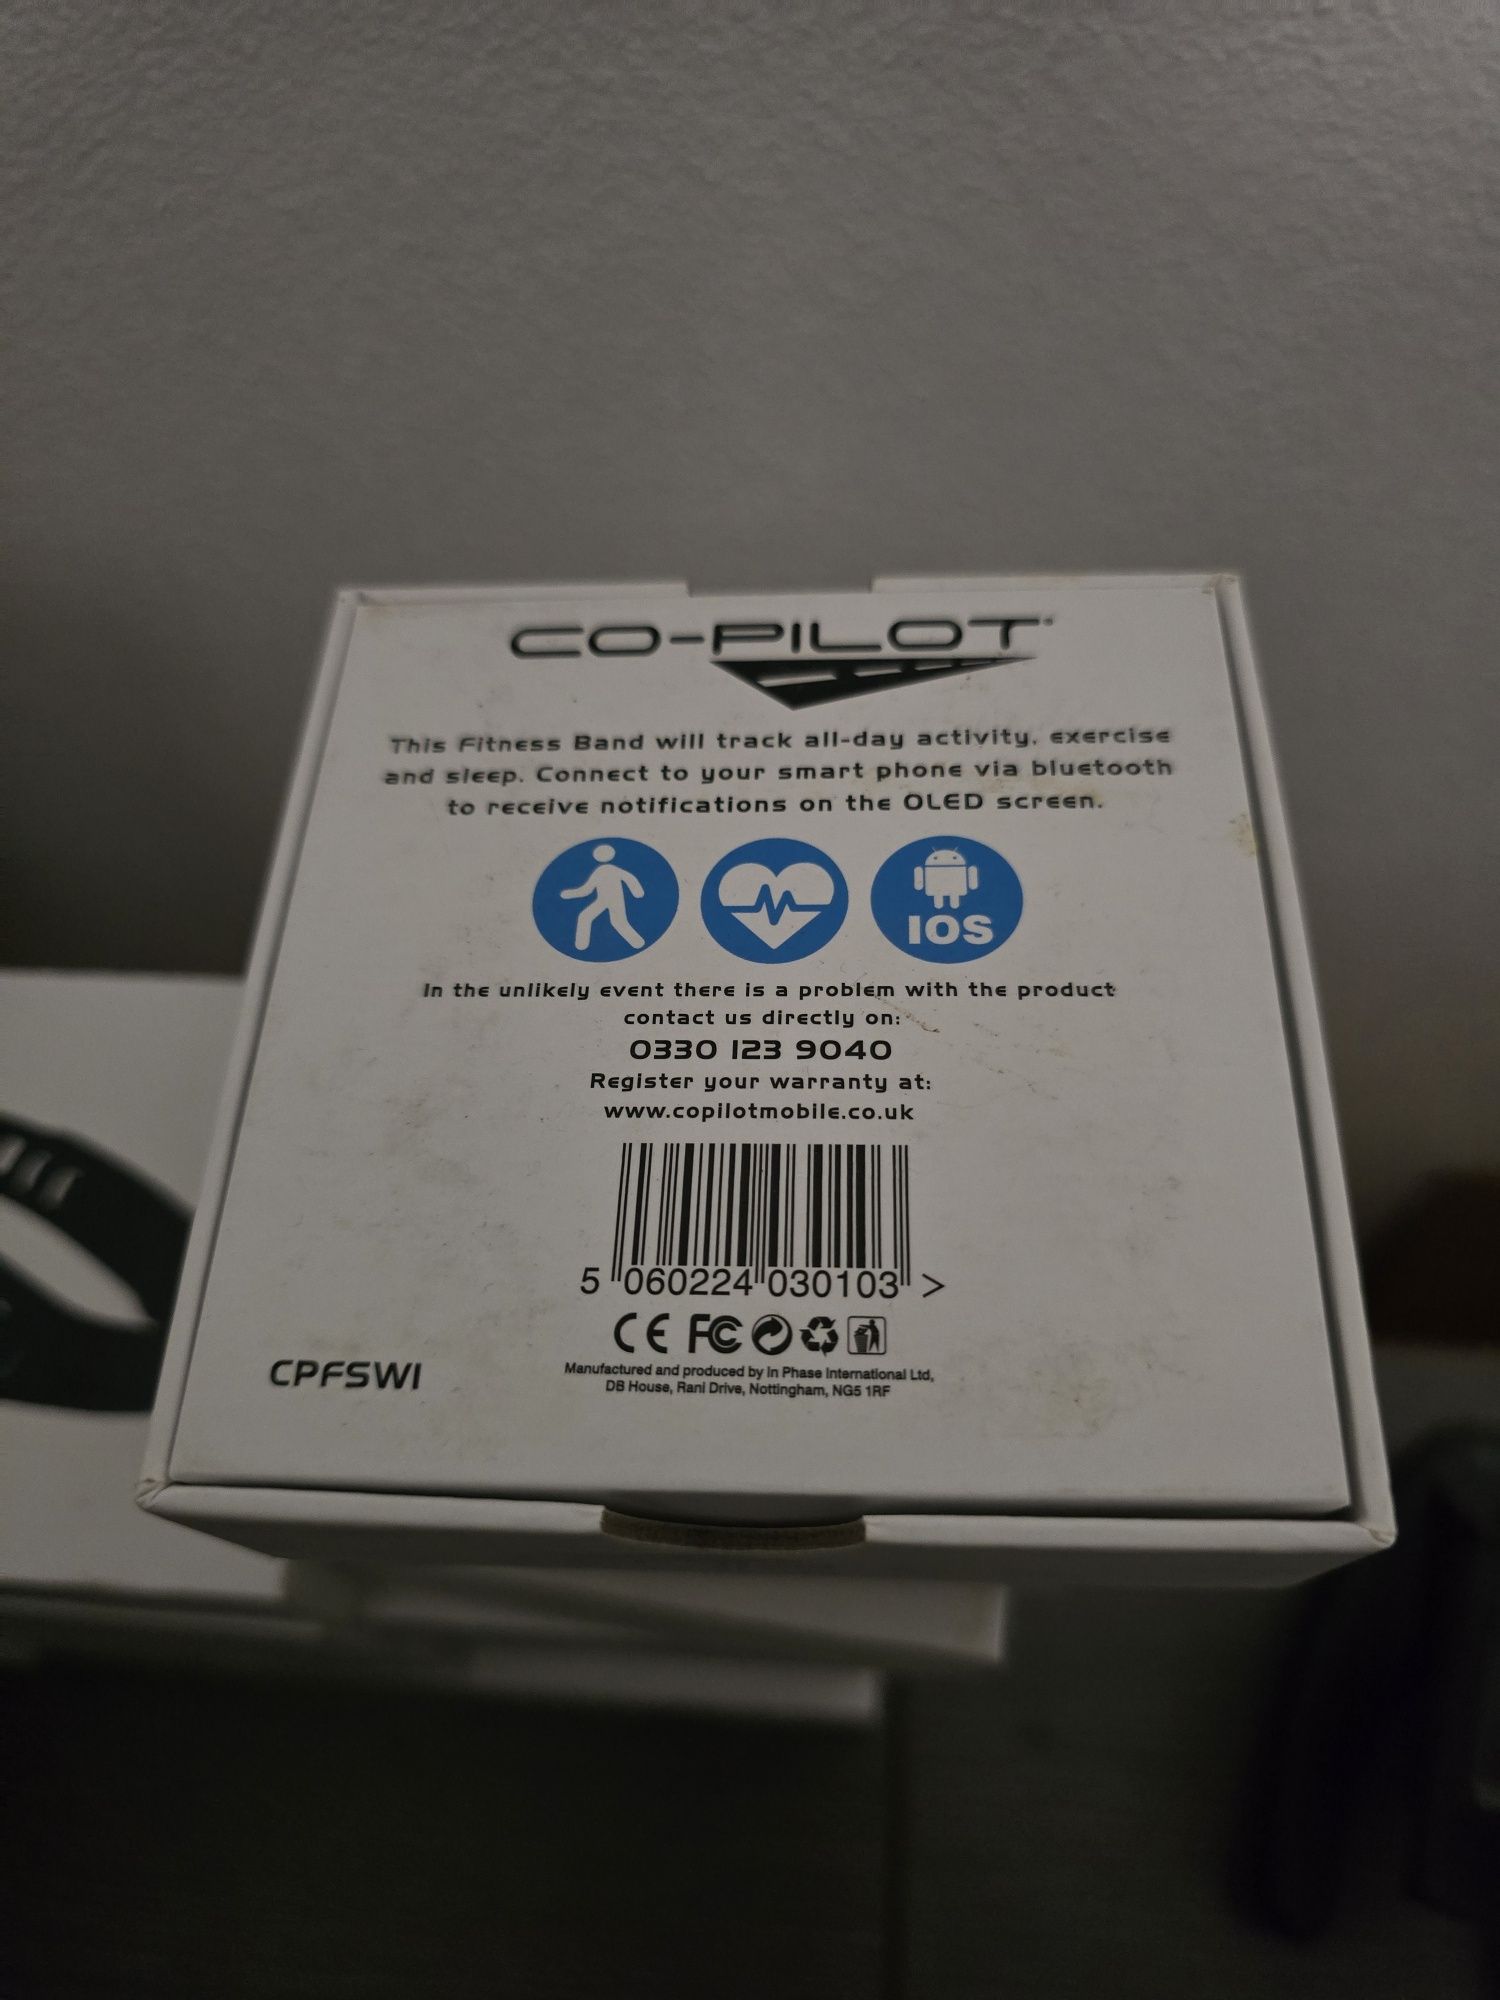 CO-PILOT
This Fitness Band will track all-day activity, exercise
and sleep. Connect to your smart phone via bluetooth
to receive notifications on the OLED screen.
IOS
In the unlikely event there is a problem with the product
contact us directly on:
0330 123 9040
Register your warranty at:
www.copilotmobile.co.uk
5 060224 030103 >
CE FC
CPFSW1
Manufactured and produced by In Phase International Ltd,
DB House, Rani Drive, Nottingham, NG5 1RF